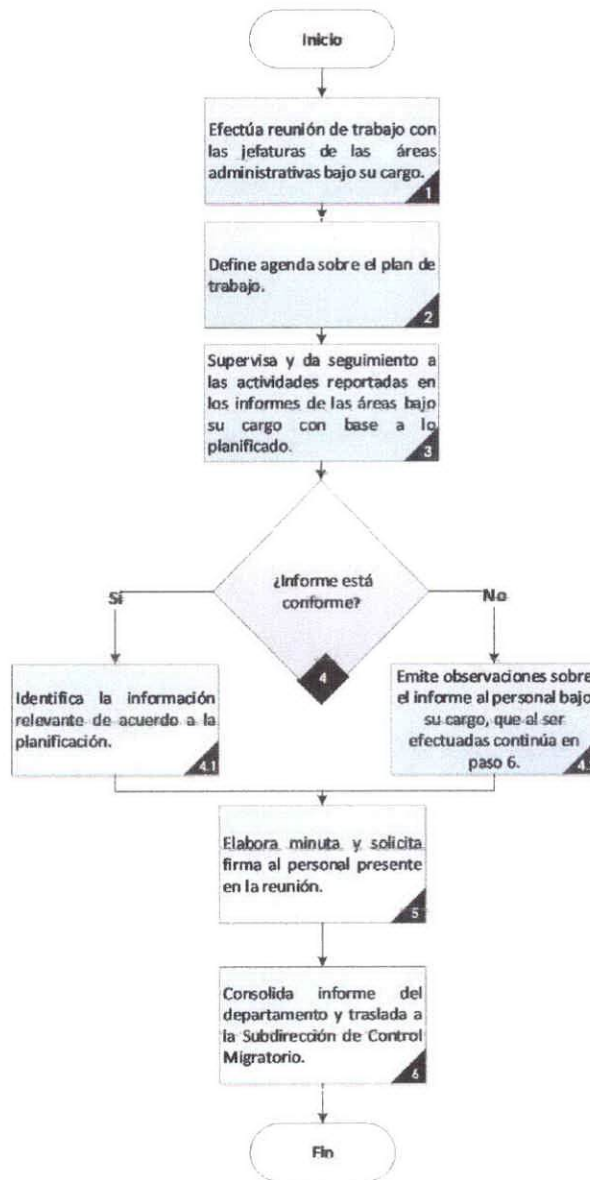 Inicio
Efectúa reunión de trabajo con
las jefaturas de las áreas
administrativas bajo su cargo.
1
Define agenda sobre el plan de
trabajo.
2
Supervisa y da seguimiento a
las actividades reportadas en
los informes de las áreas bajo
su cargo con base a lo
planificado.
3
¿Informe está
conforme?
4
Sí
No
Identifica la información
relevante de acuerdo a la
planificación.
4.1
Emite observaciones sobre
el informe al personal bajo
su cargo, que al ser
efectuadas continúa en
paso 6.
Elabora minuta y solicita
firma al personal presente
en la reunión.
5
Consolida informe del
departamento y traslada a
la Subdirección de Control
Migratorio.
6
Fin